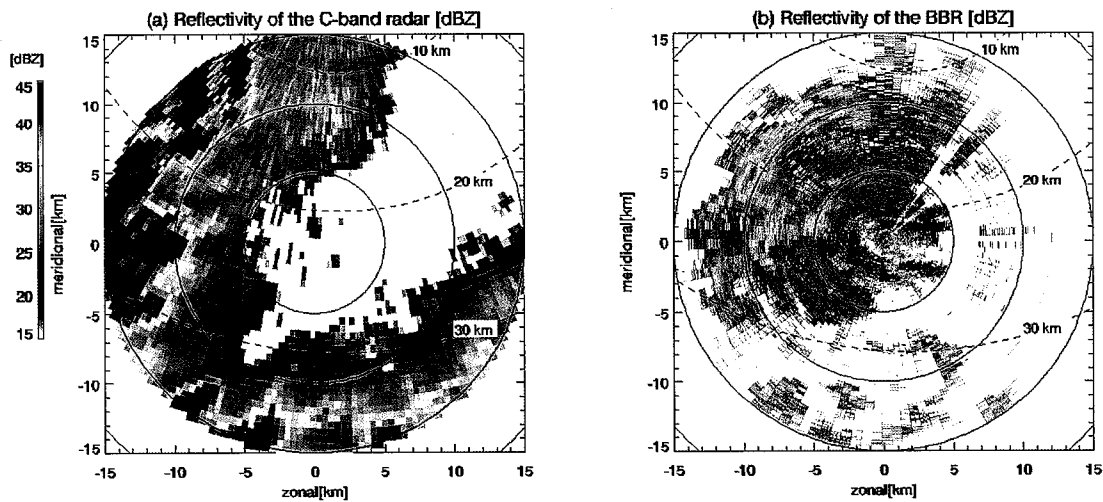 (a) Reflectivity of the C-band radar [dBZ]
[dBZ]
45
40
35
30
25
20
15
meridional[km]
15
10
5
0
-5
-10
-15
10 km
20 km
30 km
-15 -10 -5 0 5 10 15
zonal[km]
(b) Reflectivity of the BBR [dBZ]
meridional[km]
15
10
5
0
-5
-10
-15
10 km
20 km
30 km
-15 -10 -5 0 5 10 15
zonal[km]